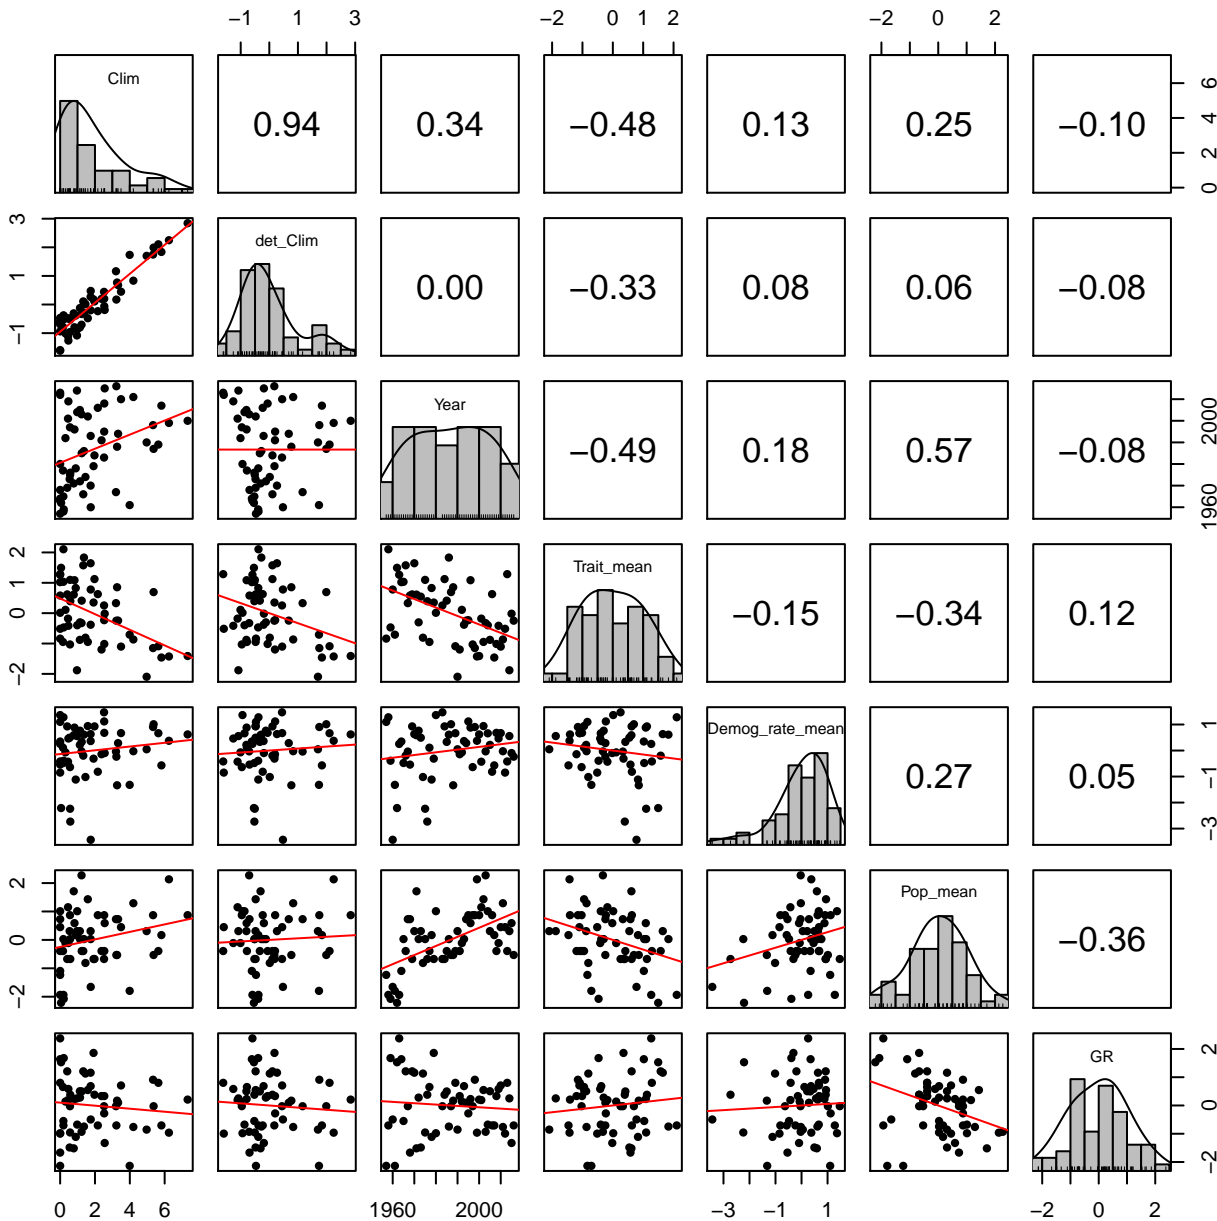 −1 1 3 −2 0 1 2 −2 0 2
Clim 0.94 0.34 −0.48 0.13 0.25 −0.10 0 2 4 6
−1 1 3 det_Clim 0.00 −0.33 0.08 0.06 −0.08
Year −0.49 0.18 0.57 −0.08 1960 2000
−2 0 1 2 Trait_mean −0.15 −0.34 0.12
Demog_rate_mean 0.27 0.05 −3 −1 1
−2 0 2 Pop_mean −0.36
GR −2 0 2
0 2 4 6 1960 2000 −3 −1 1 −2 0 2